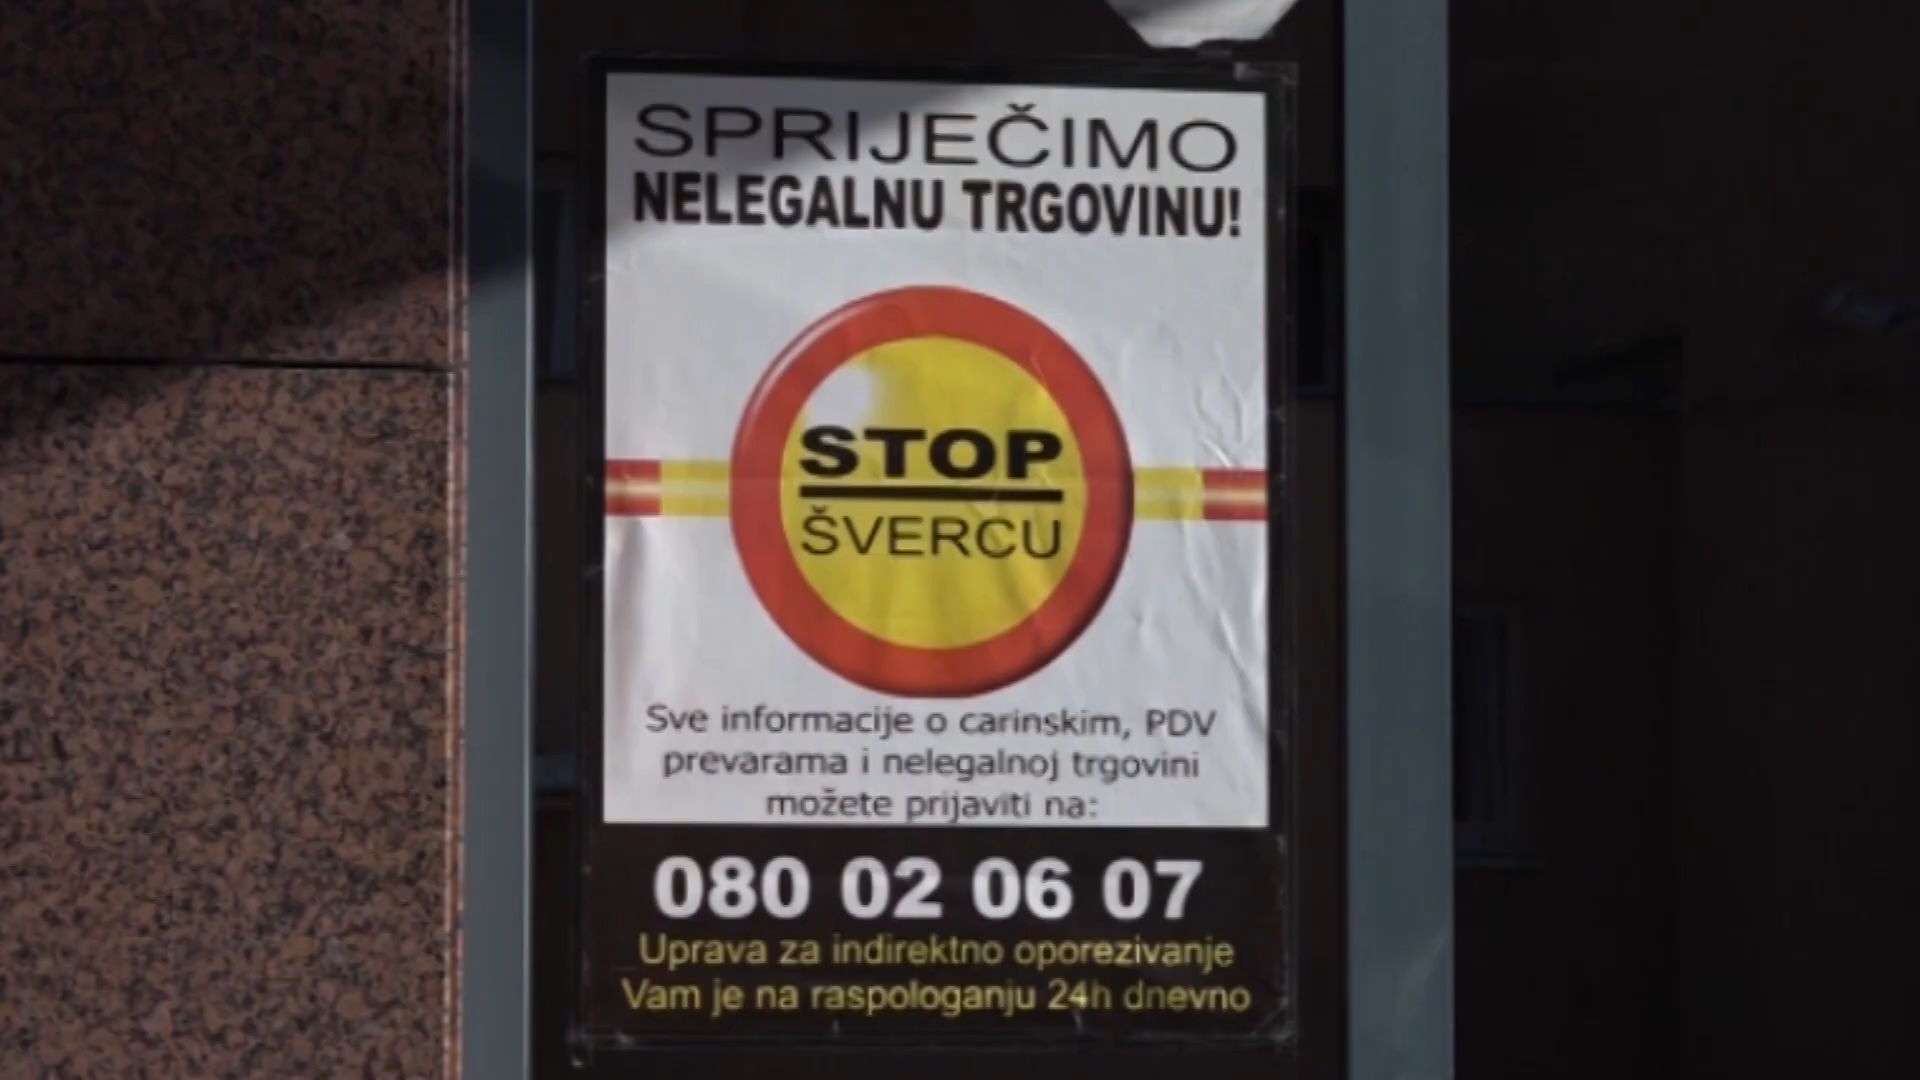 SPRIJEČIMO
NELEGALNU TRGOVINU!
STOP
ŠVERCU
Sve informacije o carinskim, PDV
prevarama i nelegalnoj trgovini
možete prijaviti na:
080 02 06 07
Uprava za indirektno oporezivanje
Vam je na raspologanju 24h dnevno